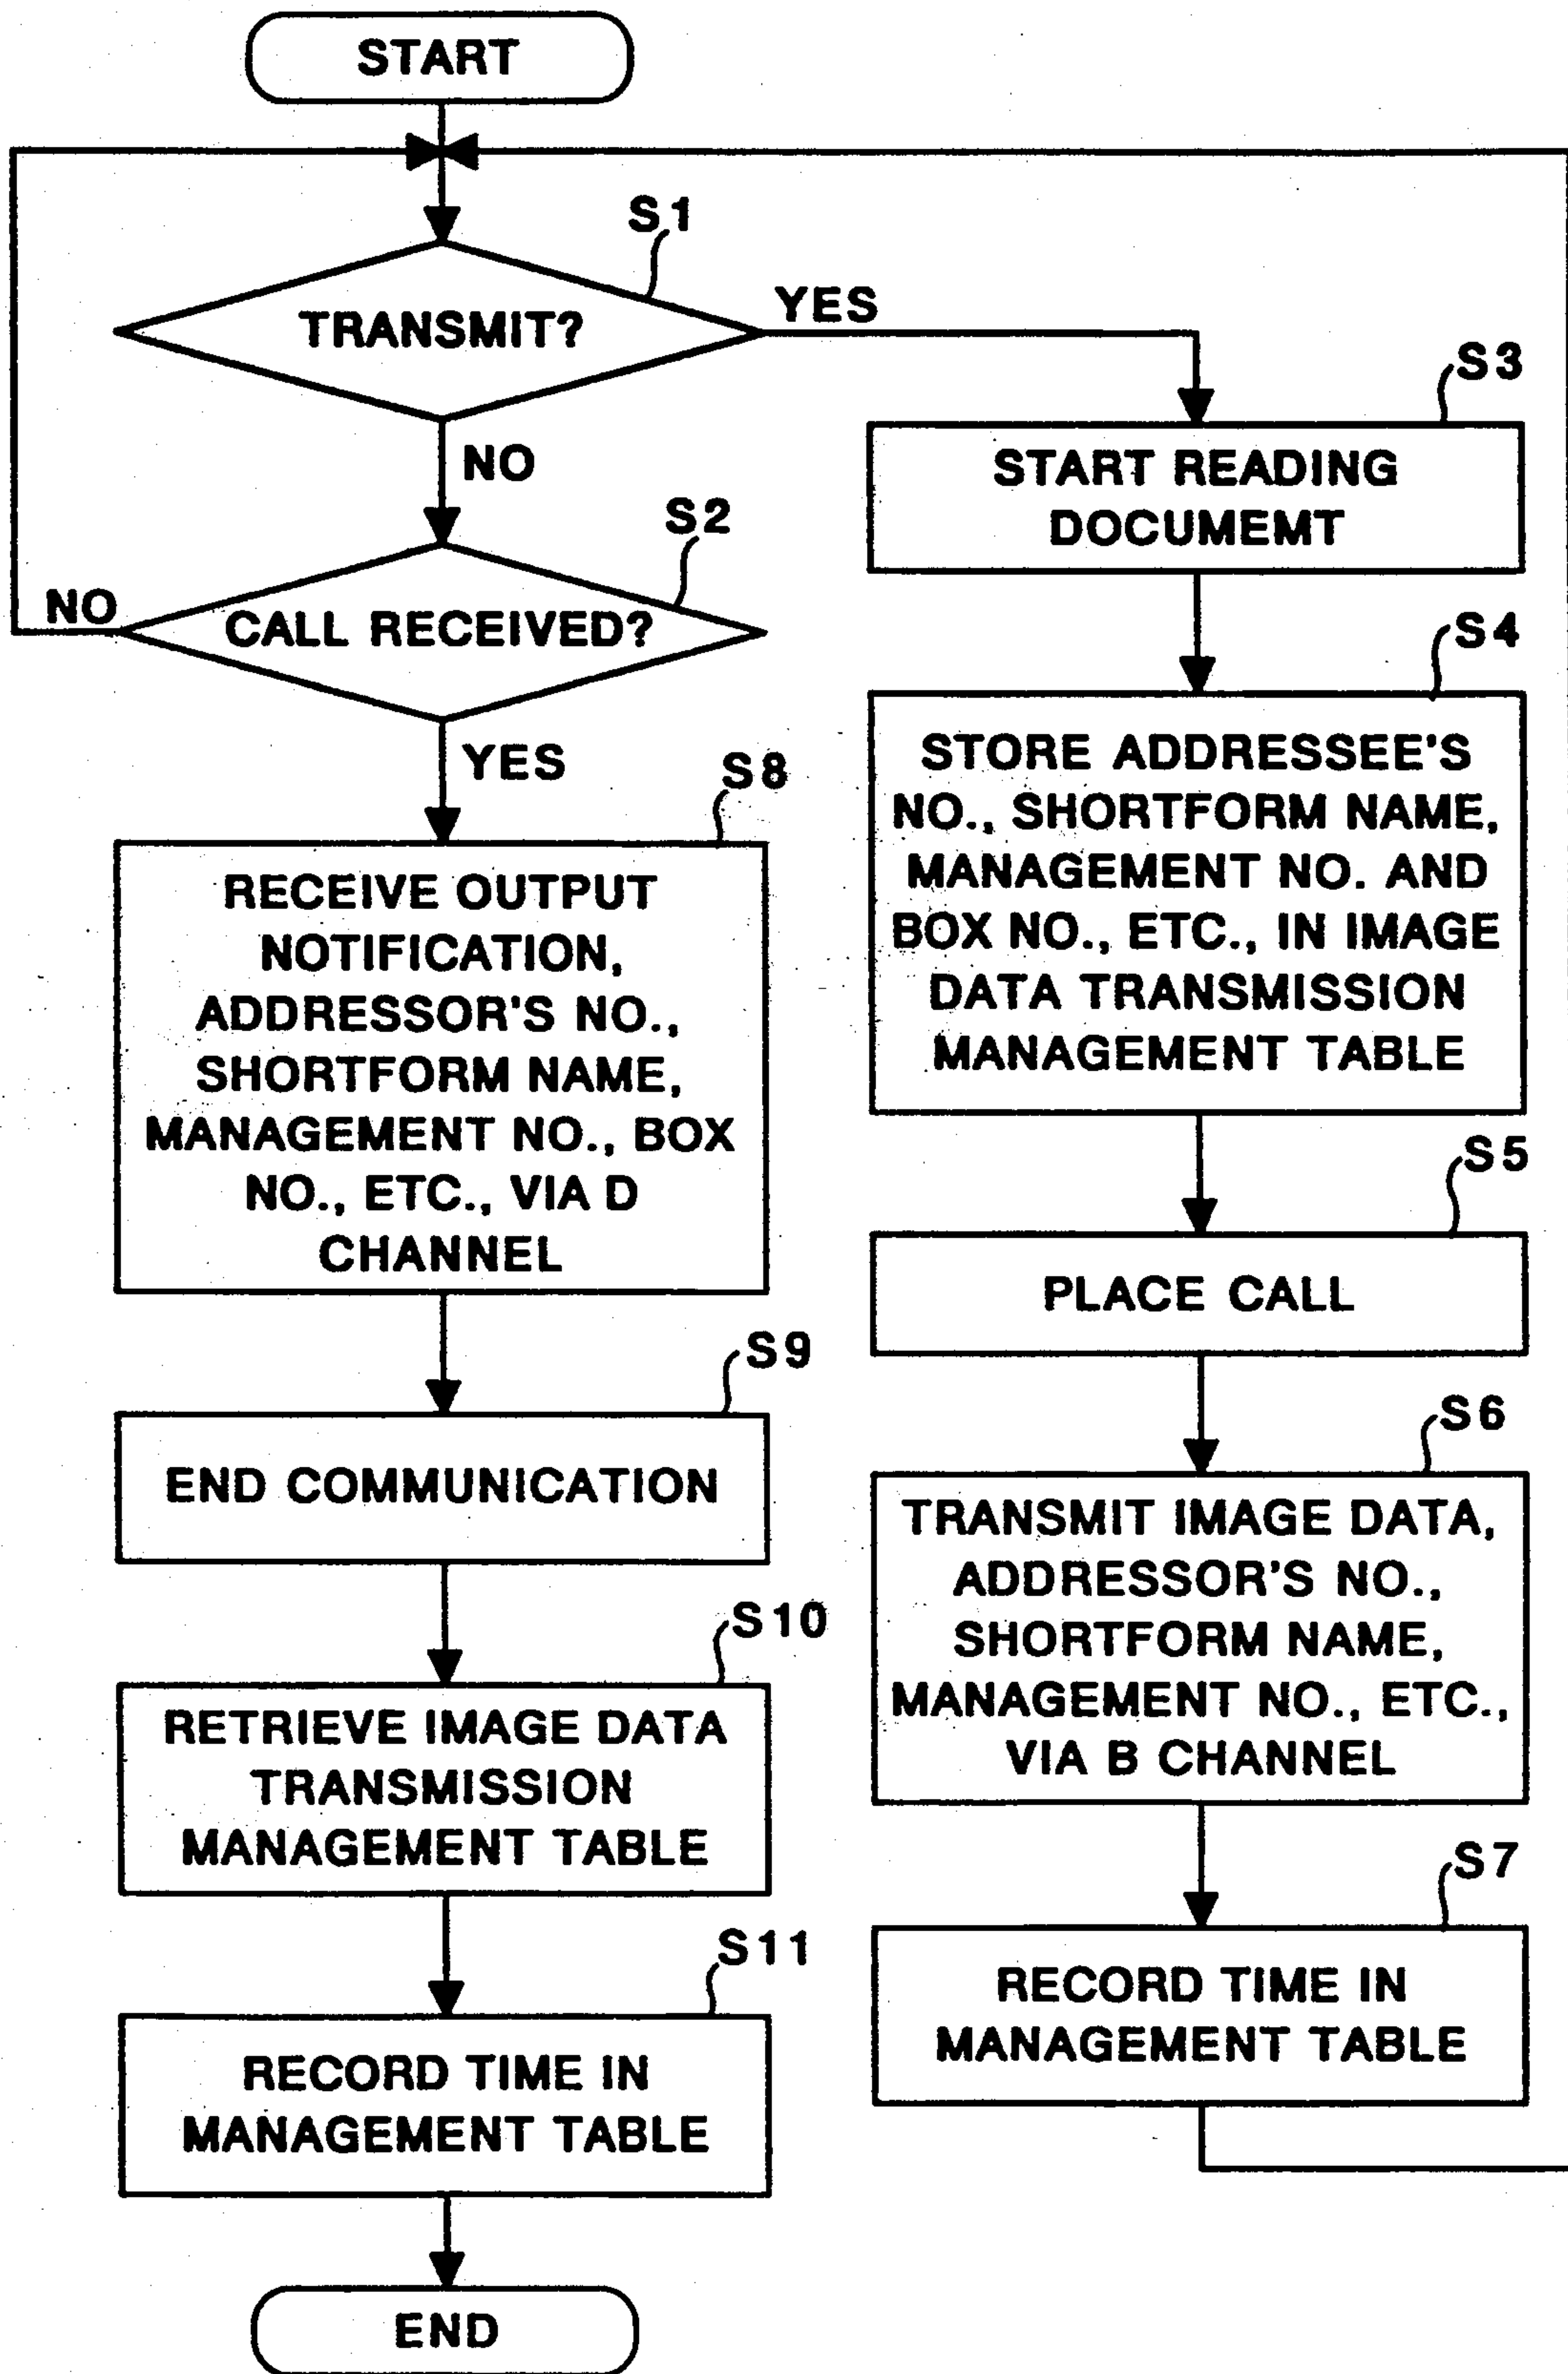 START
S1
TRANSMIT?
YES
NO
S2
CALL RECEIVED?
NO
YES
S3
START READING
DOCUMEMT
S4
STORE ADDRESSEE'S
NO., SHORTFORM NAME,
MANAGEMENT NO. AND
BOX NO., ETC., IN IMAGE
DATA TRANSMISSION
MANAGEMENT TABLE
S5
PLACE CALL
S6
TRANSMIT IMAGE DATA,
ADDRESSOR'S NO.,
SHORTFORM NAME,
MANAGEMENT NO., ETC.,
VIA B CHANNEL
S7
RECORD TIME IN
MANAGEMENT TABLE
S8
RECEIVE OUTPUT
NOTIFICATION,
ADDRESSOR'S NO.,
SHORTFORM NAME,
MANAGEMENT NO., BOX
NO., ETC., VIA D
CHANNEL
S9
END COMMUNICATION
S10
RETRIEVE IMAGE DATA
TRANSMISSION
MANAGEMENT TABLE
S11
RECORD TIME IN
MANAGEMENT TABLE
END